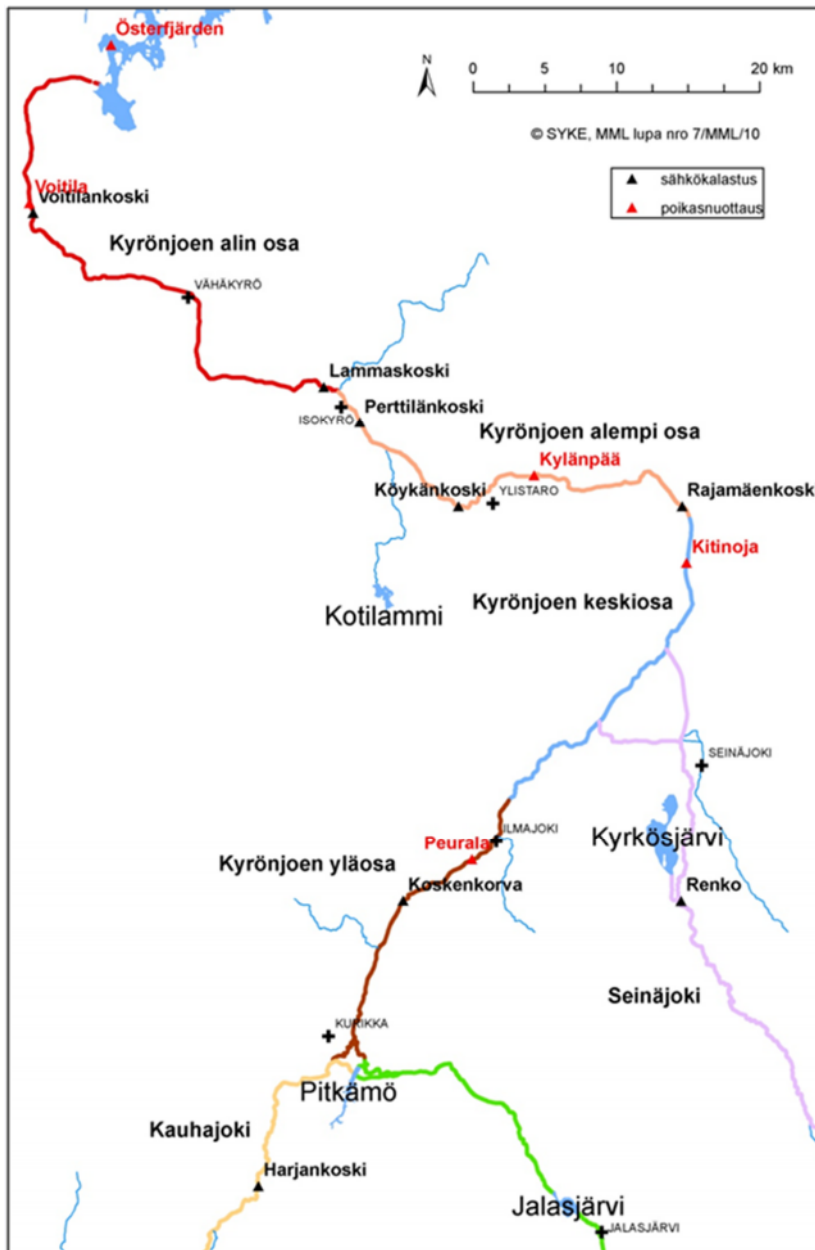 Österfjärden
N
0 5 10 20 km
© SYKE, MML lupa nro 7/MML/10
sähkökalastus
poikasnuottaus
Voitila
Voitilankoski
Kyrönjoen alin osa
VÄHÄKYRÖ
Lammaskoski
ISOKYRÖ
Perttilänkoski
Kyrönjoen alempi osa
Kylänpää
Köykänkoski
YLISTARO
Rajamäenkosk
Kitinoja
Kyrönjoen keskiosa
Kotilammi
SEINÄJOKI
ILMAJOKI
Kyrkösjärvi
Peurala
Kyrönjoen yläosa
Koskenkorva
Renko
Seinäjoki
KURIKKA
Pitkämö
Kauhajoki
Harjankoski
Jalasjärvi
JALASJÄRVI